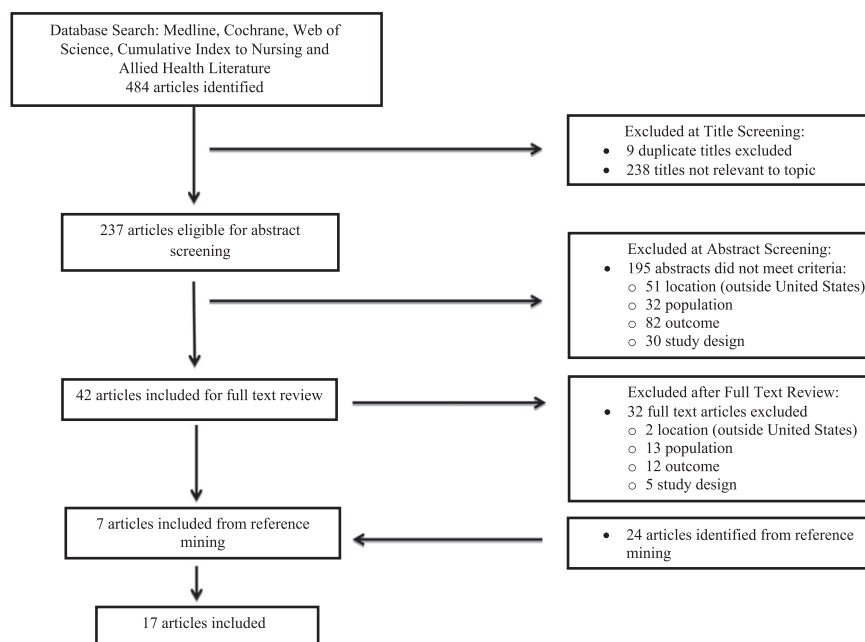 Database Search: Medline, Cochrane, Web of
Science, Cumulative Index to Nursing and
Allied Health Literature
484 articles identified
Excluded at Title Screening:
• 9 duplicate titles excluded
• 238 titles not relevant to topic
237 articles eligible for abstract
screening
Excluded at Abstract Screening:
• 195 abstracts did not meet criteria:
o 51 location (outside United States)
o 32 population
o 82 outcome
o 30 study design
42 articles included for full text review
Excluded after Full Text Review:
• 32 full text articles excluded
o 2 location (outside United States)
o 13 population
o 12 outcome
o 5 study design
7 articles included from reference
mining
• 24 articles identified from reference
mining
17 articles included